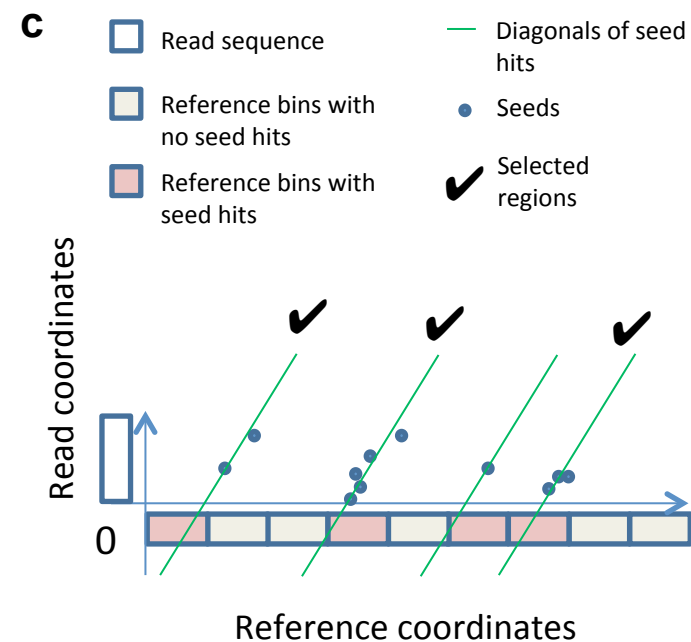 c
Read sequence
Reference bins with
no seed hits
Reference bins with
seed hits
Diagonals of seed
hits
Seeds
Selected
regions
Read coordinates
0
Reference coordinates